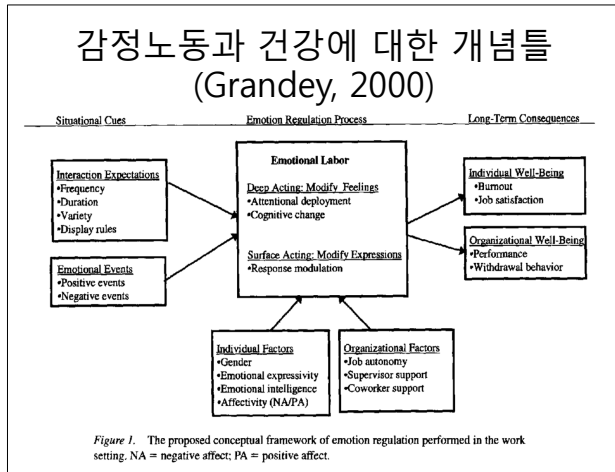 감정노동과 건강에 대한 개념틀
(Grandey, 2000)
Situational Cues
Emotion Regulation Process
Long-Term Consequences
Interaction Expectations
•Frequency
•Duration
•Variety
•Display rules
Emotional Events
•Positive events
•Negative events
Emotional Labor
Deep Acting: Modify Feelings
•Attentional deployment
•Cognitive change
Surface Acting: Modify Expressions
•Response modulation
Individual Well-Being
•Burnout
•Job satisfaction
Organizational Well-Being
•Performance
•Withdrawal behavior
Individual Factors
•Gender
•Emotional expressivity
•Emotional intelligence
•Affectivity (NA/PA)
Organizational Factors
•Job autonomy
•Supervisor support
•Coworker support
Figure 1. The proposed conceptual framework of emotion regulation performed in the work
setting. NA = negative affect; PA = positive affect.